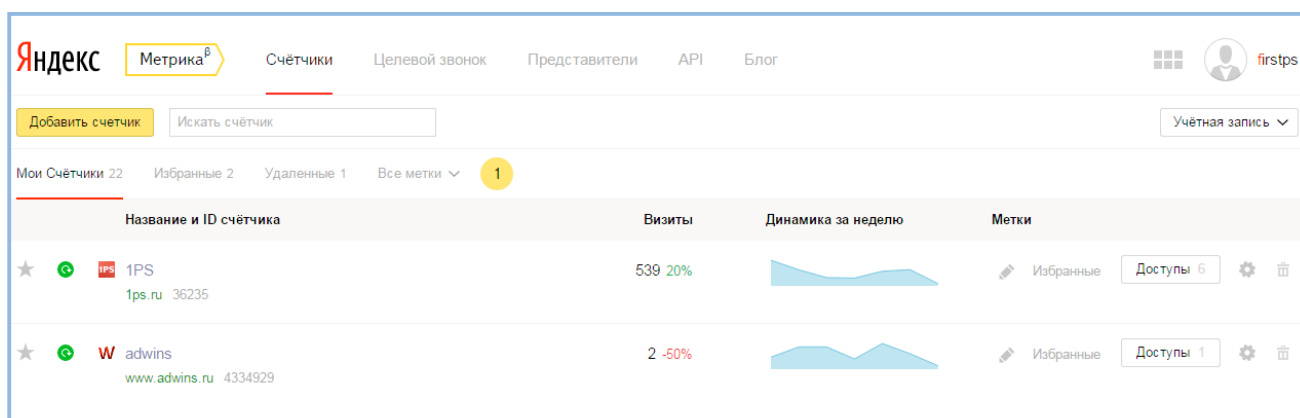 Яндекс Метрика β Счётчики Целевой звонок Представители API Блог firstps
Добавить счетчик Искать счётчик Учётная запись
Мои Счётчики 22 Избранные 2 Удаленные 1 Все метки 1
Название и ID счётчика Визиты Динамика за неделю Метки
1PS 1PS 539 20% Избранные Доступы 6
1ps.ru 36235
W adwins 2 -50% Избранные Доступы 1
www.adwins.ru 4334929